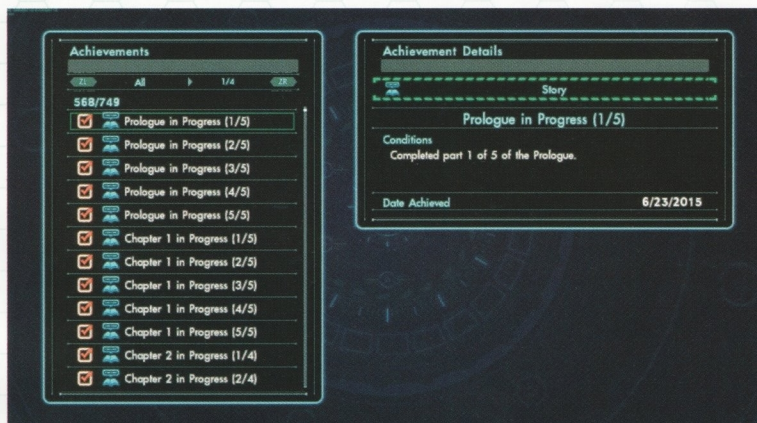 Achievements
ZL All 1/4 ZR
568/749
Prologue in Progress (1/5)
Prologue in Progress (2/5)
Prologue in Progress (3/5)
Prologue in Progress (4/5)
Prologue in Progress (5/5)
Chapter 1 in Progress (1/5)
Chapter 1 in Progress (2/5)
Chapter 1 in Progress (3/5)
Chapter 1 in Progress (4/5)
Chapter 1 in Progress (5/5)
Chapter 2 in Progress (1/4)
Chapter 2 in Progress (2/4)
Achievement Details
Story
Prologue in Progress (1/5)
Conditions
Completed part 1 of 5 of the Prologue.
Date Achieved 6/23/2015